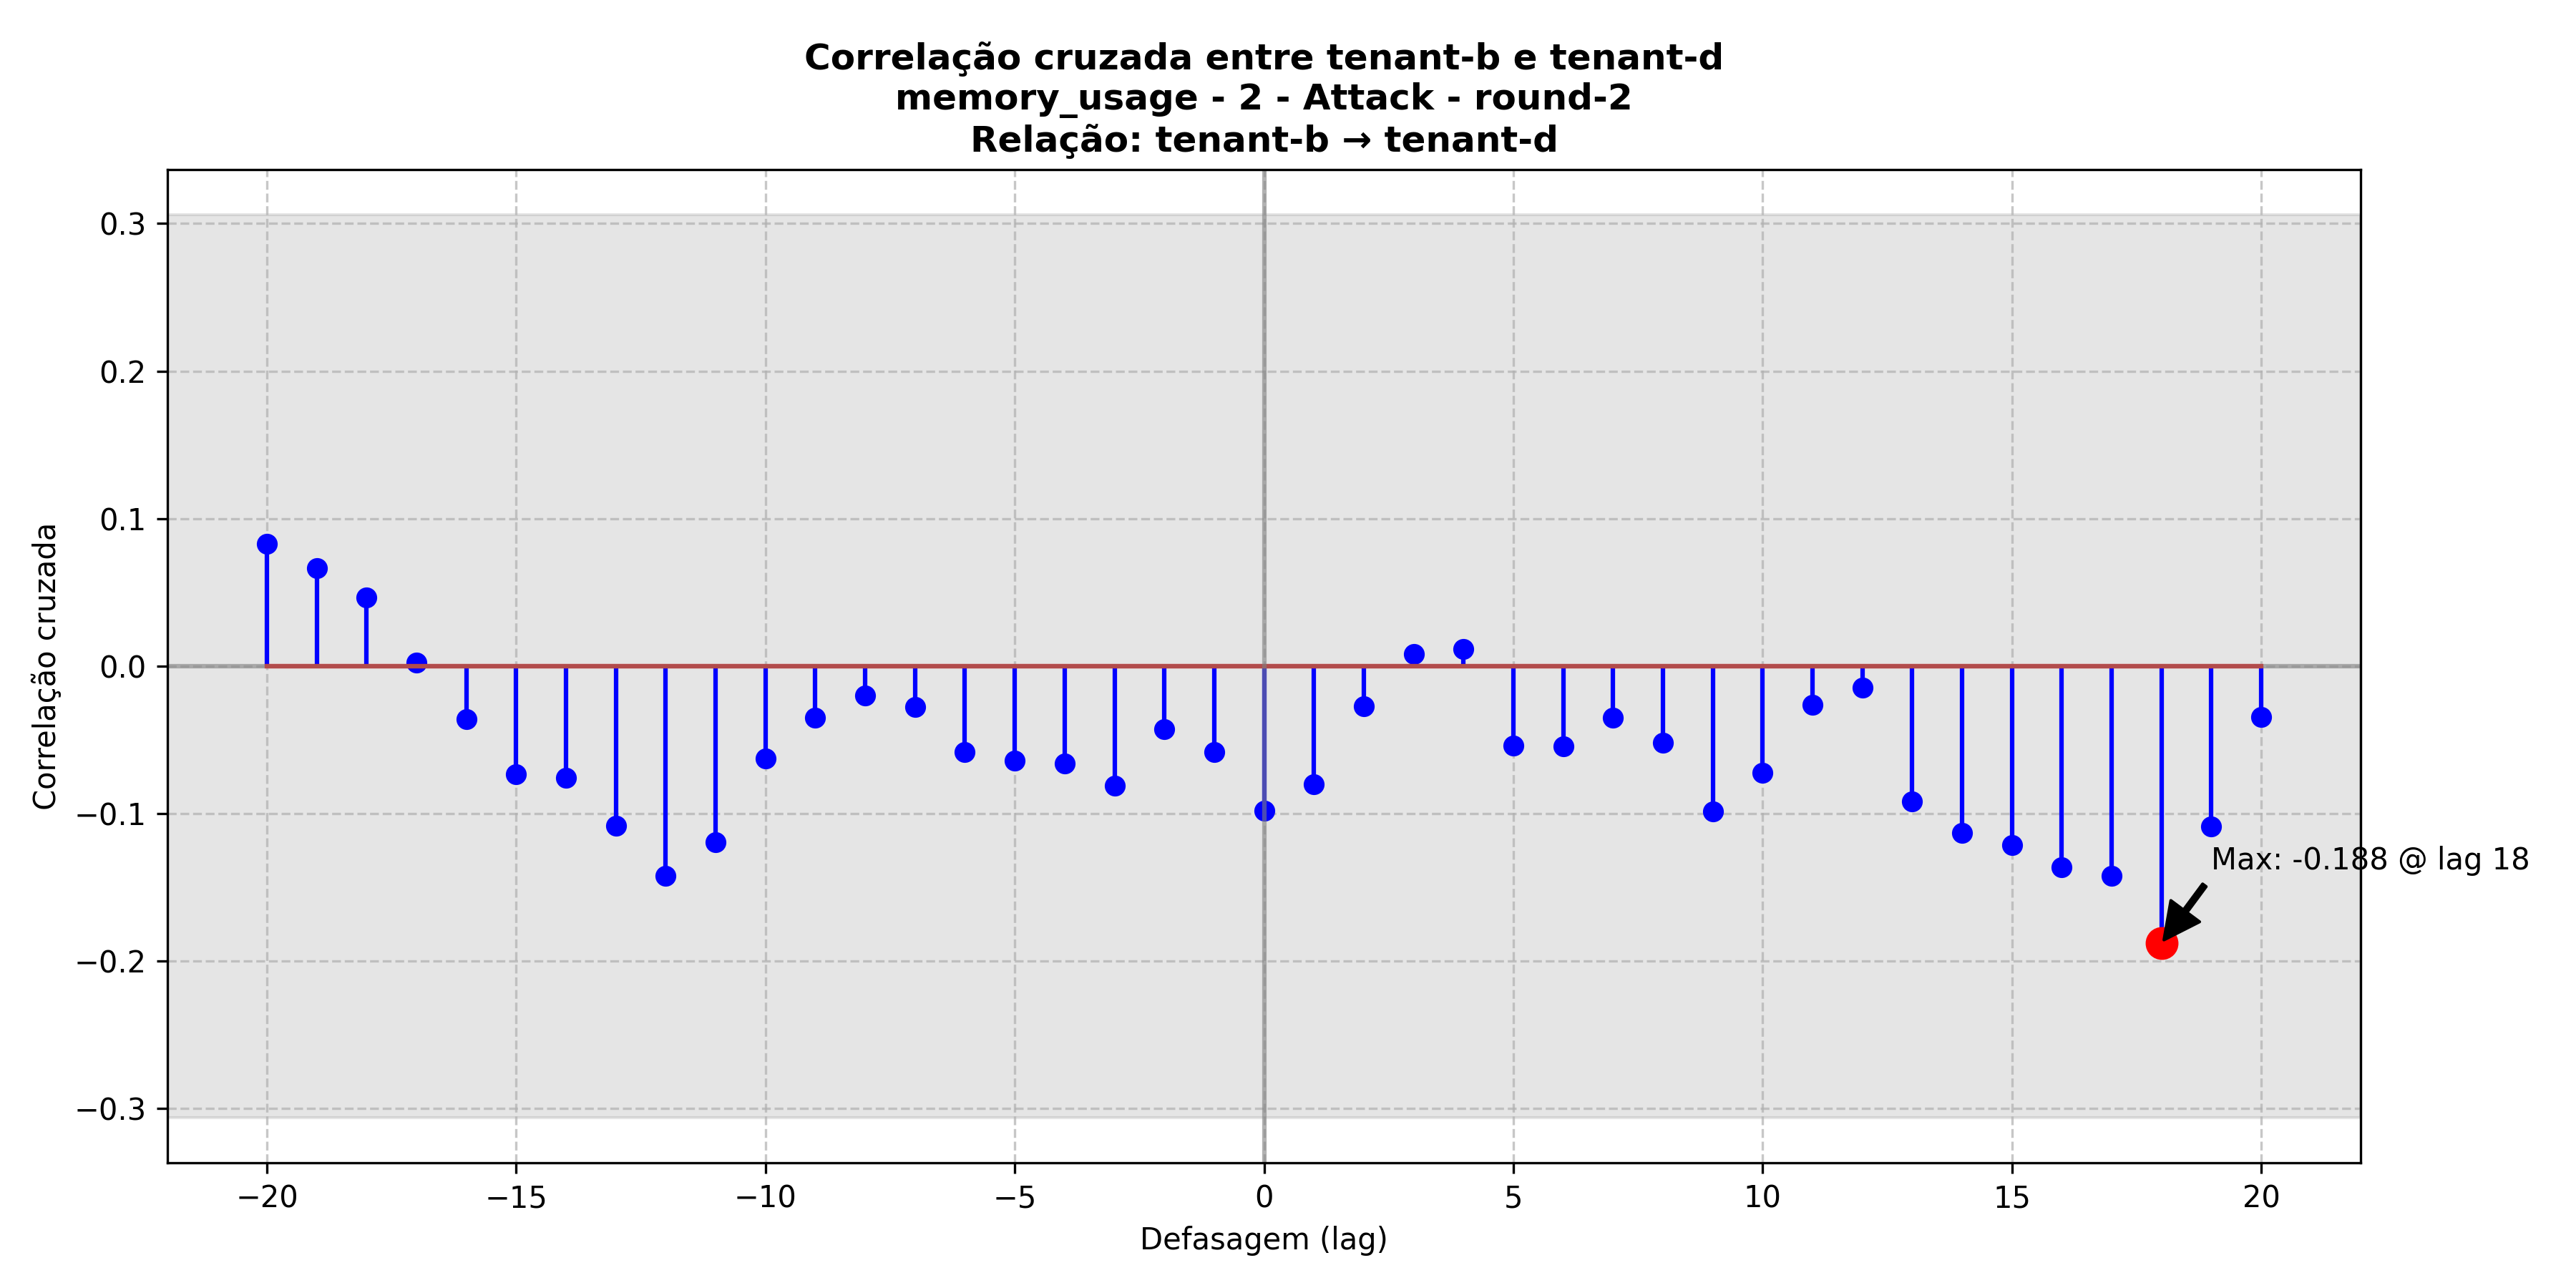 Correlação cruzada entre tenant-b e tenant-d
memory_usage - 2 - Attack - round-2
Relação: tenant-b → tenant-d
Correlação cruzada
0.3
0.2
0.1
0.0
−0.1
−0.2
−0.3
Max: -0.188 @ lag 18
−20 −15 −10 −5 0 5 10 15 20
Defasagem (lag)